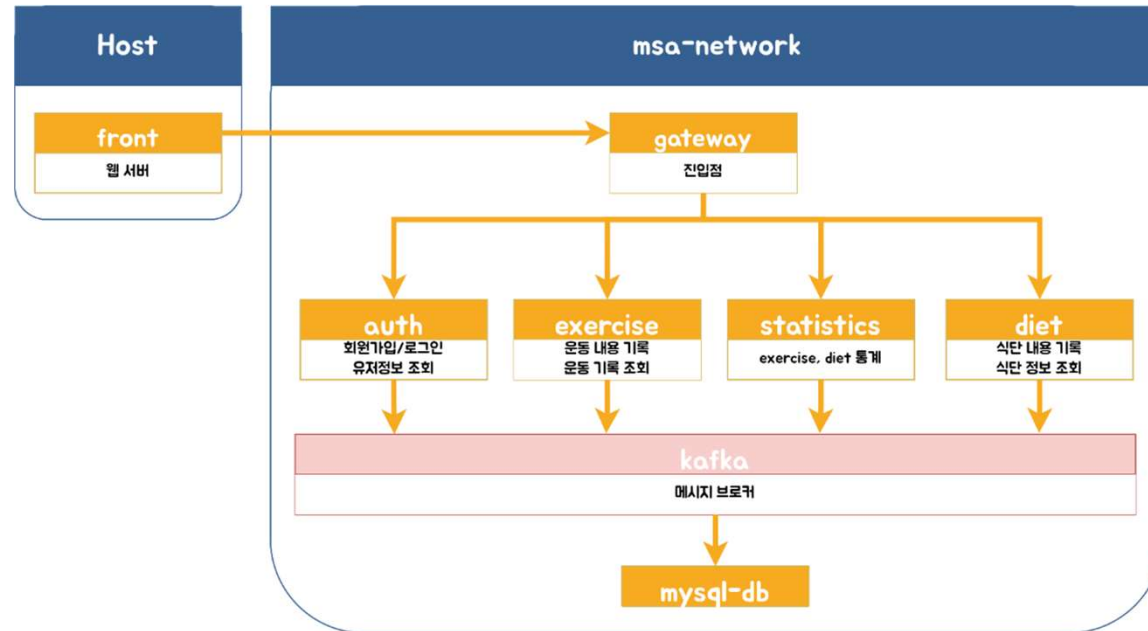 Host
msa-network
front
웹 서버
gateway
진입점
auth
회원가입/로그인
유저정보 조회
exercise
운동 내용 기록
운동 기록 조회
statistics
exercise, diet 통계
diet
식단 내용 기록
식단 정보 조회
kafka
메시지 브로커
mysql-db